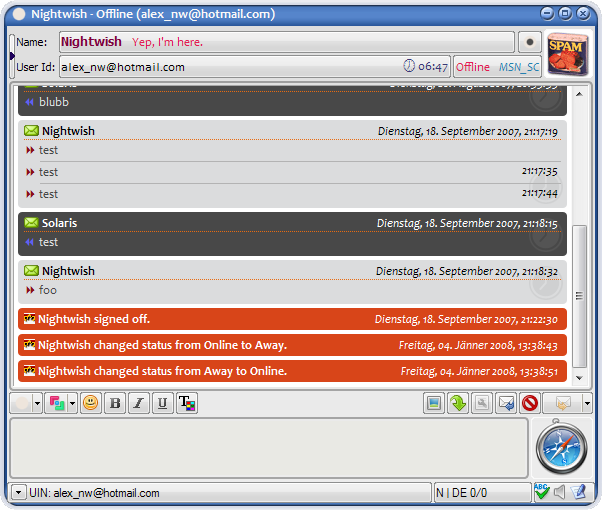 Nightwish - Offline (alex_nw@hotmail.com)
Name: Nightwish Yep, I'm here.
SPAM
User Id: alex_nw@hotmail.com 06:47 Offline MSN_SC
Solaris
blubb
Nightwish Dienstag, 18. September 2007, 21:17:19
test
test 21:17:35
test 21:17:44
Solaris Dienstag, 18. September 2007, 21:18:15
test
Nightwish Dienstag, 18. September 2007, 21:18:32
foo
Nightwish signed off. Dienstag, 18. September 2007, 21:22:30
Nightwish changed status from Online to Away. Freitag, 04. Jänner 2008, 13:38:43
Nightwish changed status from Away to Online. Freitag, 04. Jänner 2008, 13:38:51
B I U T
UIN: alex_nw@hotmail.com N | DE 0/0 ABC